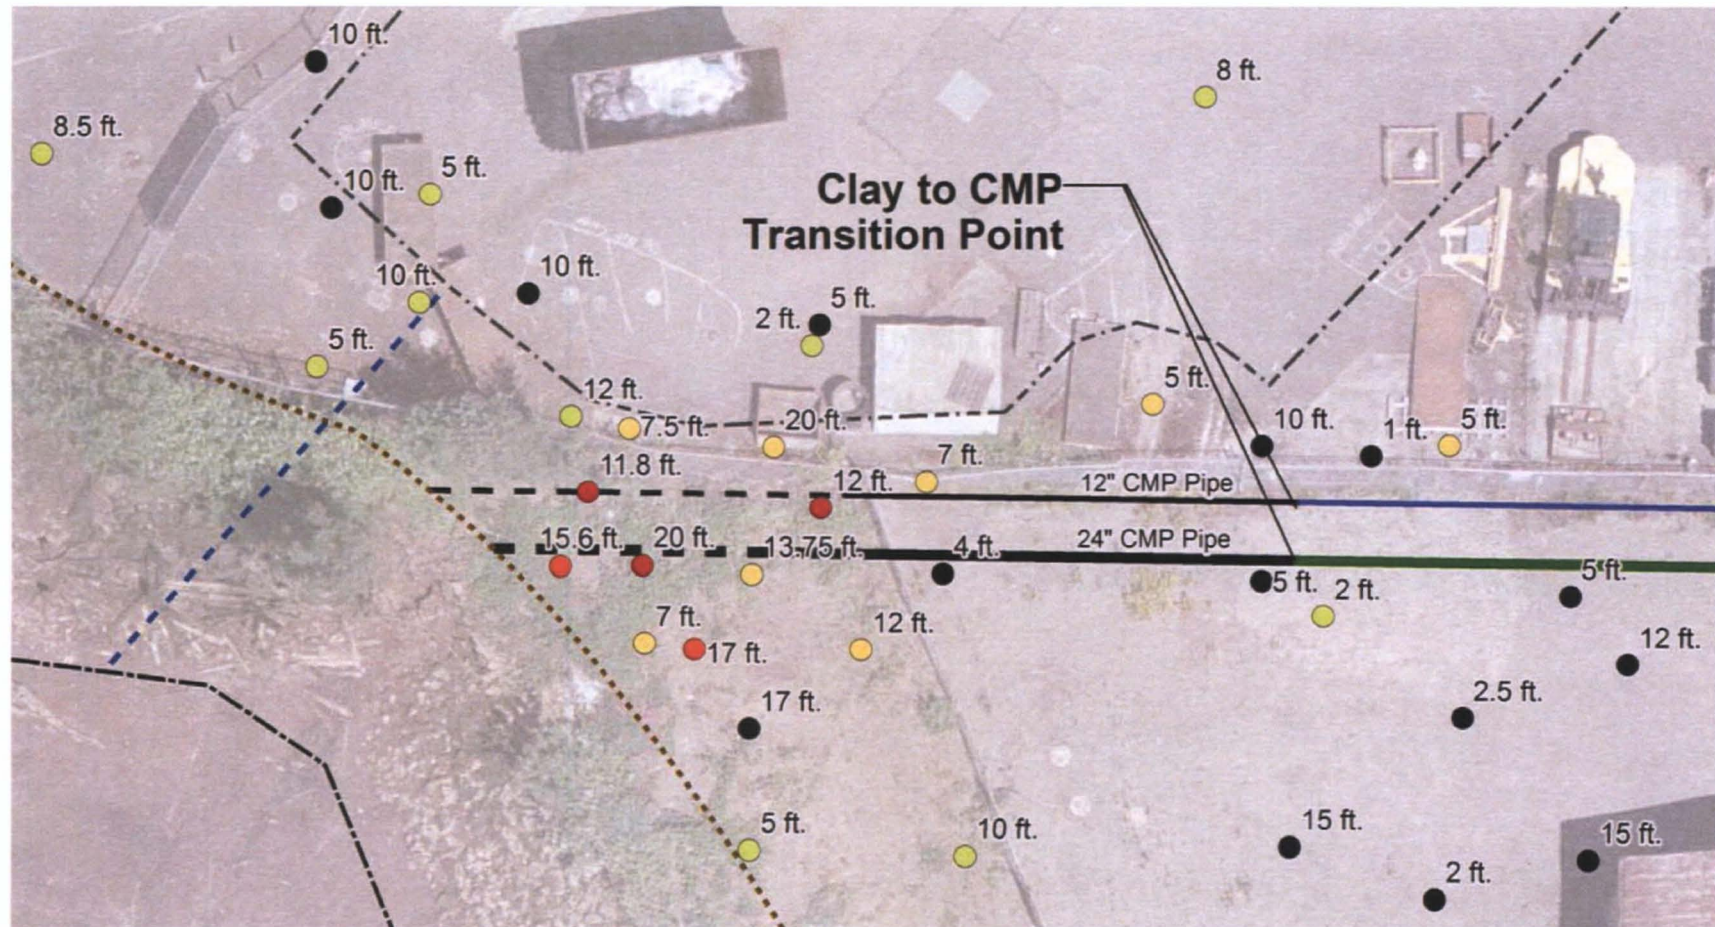 10 ft.
8 ft.
8.5 ft.
5 ft.
10 ft.
Clay to CMP
Transition Point
10 ft.
10 ft.
5 ft.
2 ft.
5 ft.
5 ft.
12 ft.
7.5 ft.
20 ft.
10 ft.
1 ft.
5 ft.
11.8 ft.
7 ft.
12 ft.
12" CMP Pipe
15.6 ft.
20 ft.
13.75 ft.
4 ft.
24" CMP Pipe
5 ft.
2 ft.
5 ft.
7 ft.
17 ft.
12 ft.
12 ft.
17 ft.
2.5 ft.
5 ft.
10 ft.
15 ft.
15 ft.
2 ft.